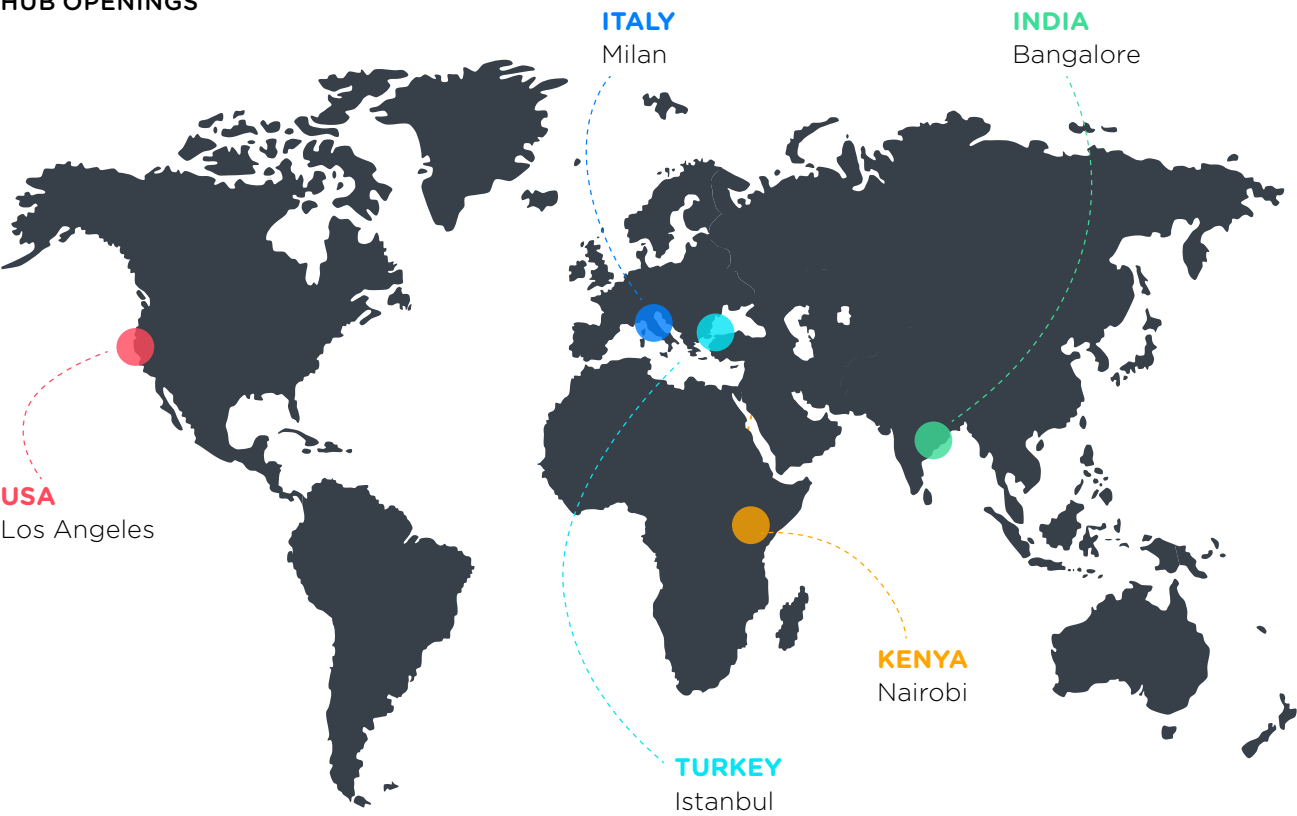 HUB OPENINGS
ITALY
Milan
INDIA
Bangalore
USA
Los Angeles
KENYA
Nairobi
TURKEY
Istanbul